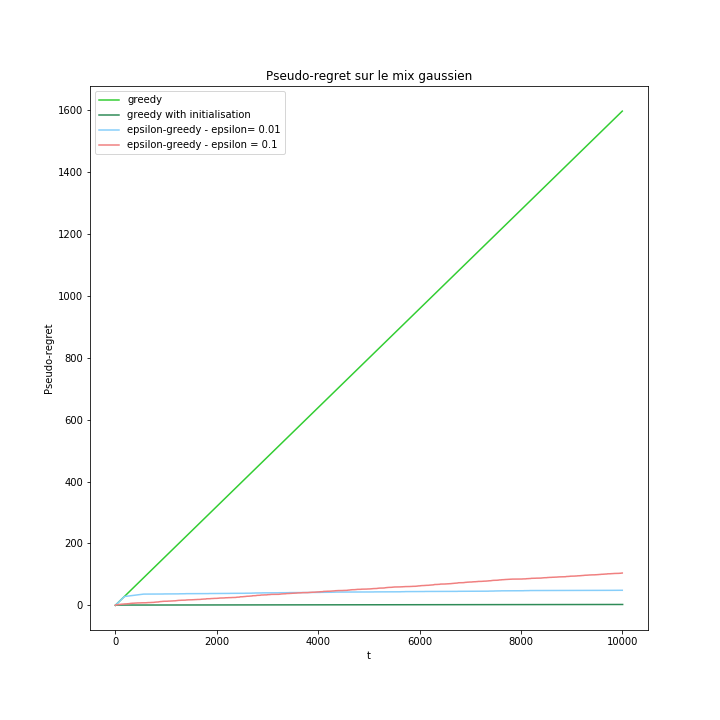 Pseudo-regret sur le mix gaussien
greedy
greedy with initialisation
epsilon-greedy - epsilon= 0.01
epsilon-greedy - epsilon = 0.1
1600
1400
1200
1000
800
600
400
200
0
Pseudo-regret
0 2000 4000 6000 8000 10000
t